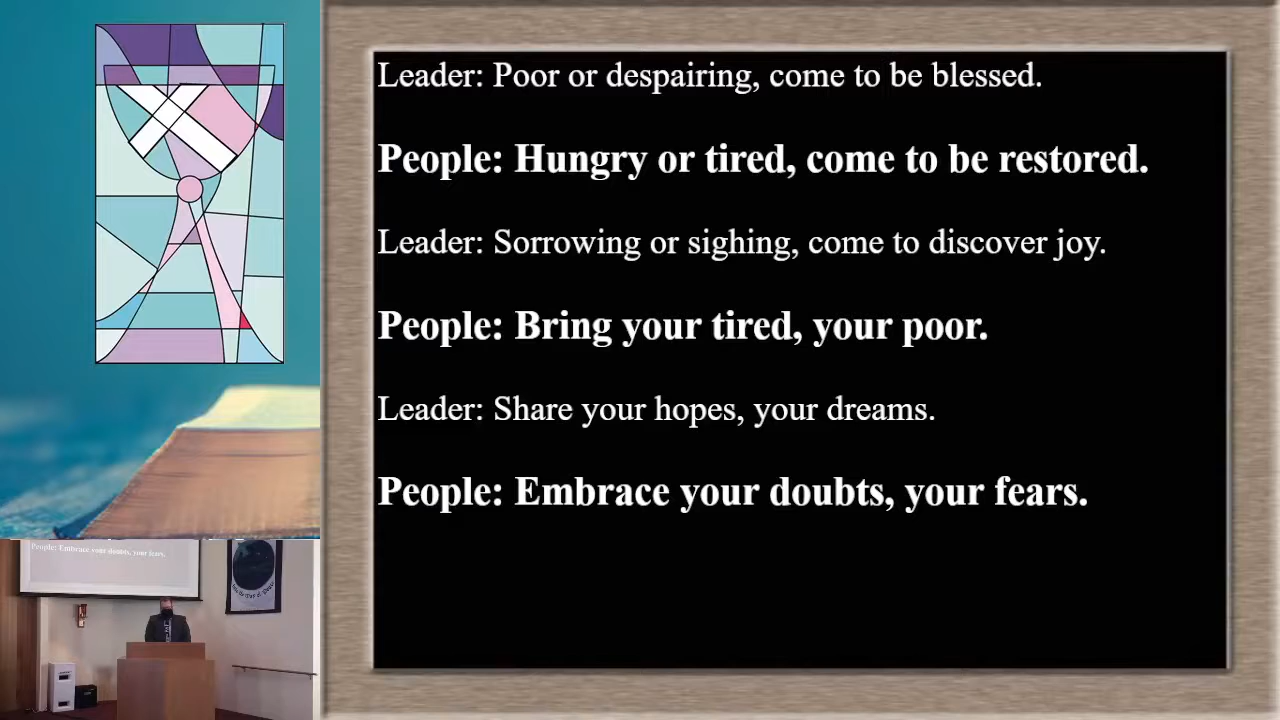 Leader: Poor or despairing, come to be blessed.
People: Hungry or tired, come to be restored.
Leader: Sorrowing or sighing, come to discover joy.
People: Bring your tired, your poor.
Leader: Share your hopes, your dreams.
People: Embrace your doubts, your fears.
People: Embrace your doubts, your fears.